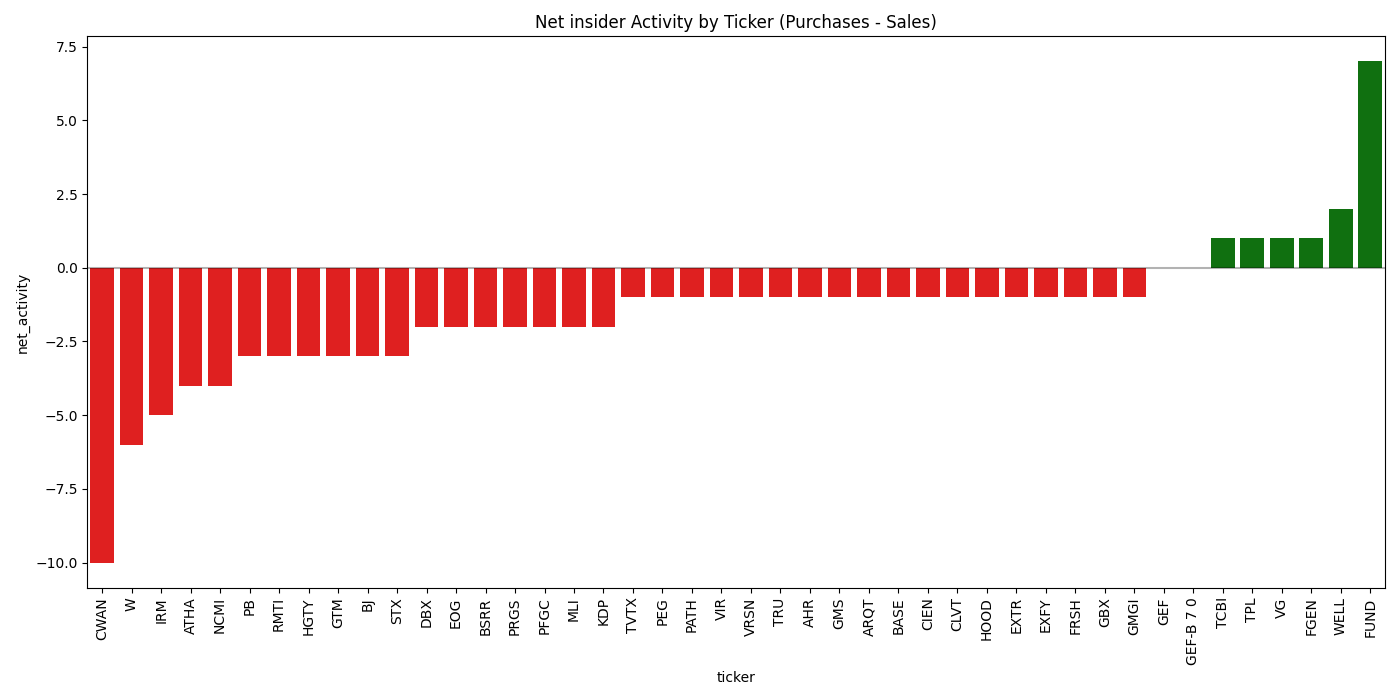 Net insider Activity by Ticker (Purchases - Sales)
7.5
5.0
2.5
0.0
−2.5
−5.0
−7.5
−10.0
net_activity
CWAN
W
IRM
ATHA
NCMI
PB
RMTI
HGTY
GTM
BJ
STX
DBX
EOG
BSRR
PRGS
PFGC
MLI
KDP
TVTX
PEG
PATH
VIR
VRSN
TRU
AHR
GMS
ARQT
BASE
CIEN
CLVT
HOOD
EXTR
EXFY
FRSH
GBX
GMGI
GEF
GEF-B 7 0
TCBI
TPL
VG
FGEN
WELL
FUND
ticker